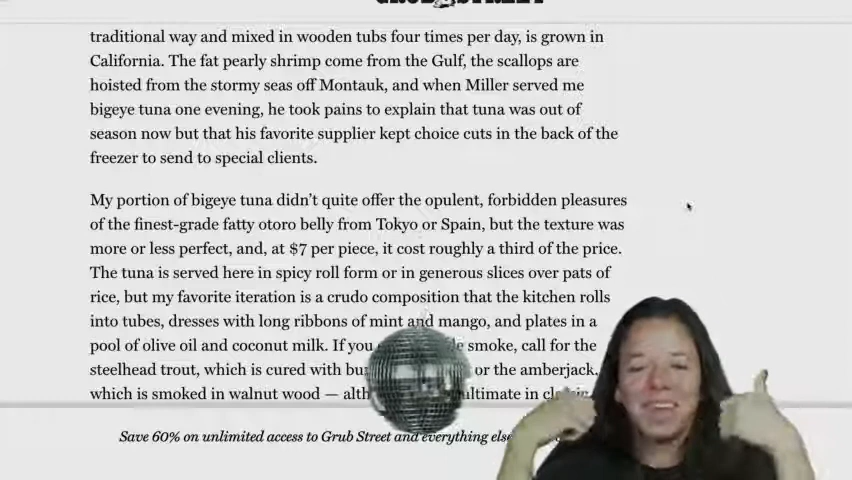 GRUB STREET
traditional way and mixed in wooden tubs four times per day, is grown in
California. The fat pearly shrimp come from the Gulf, the scallops are
hoisted from the stormy seas off Montauk, and when Miller served me
bigeye tuna one evening, he took pains to explain that tuna was out of
season now but that his favorite supplier kept choice cuts in the back of the
freezer to send to special clients.
My portion of bigeye tuna didn't quite offer the opulent, forbidden pleasures
of the finest-grade fatty otoro belly from Tokyo or Spain, but the texture was
more or less perfect, and, at $7 per piece, it cost roughly a third of the price.
The tuna is served here in spicy roll form or in generous slices over pats of
rice, but my favorite iteration is a crudo composition that the kitchen rolls
into tubes, dresses with long ribbons of mint and mango, and plates in a
pool of olive oil and coconut milk. If you smoke, call for the
steelhead trout, which is cured with or the amberjack,
which is smoked in walnut wood — ultimate in
Save 60% on unlimited access to Grub Street and everything else